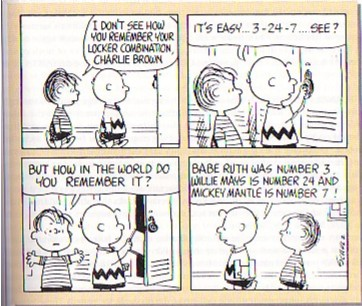 I DON'T SEE HOW
YOU REMEMBER YOUR
LOCKER COMBINATION,
CHARLIE BROWN
IT'S EASY... 3-24-7... SEE?
BUT HOW IN THE WORLD DO
YOU REMEMBER IT?
BABE RUTH WAS NUMBER 3,
WILLIE MAYS IS NUMBER 24 AND
MICKEY MANTLE IS NUMBER 7!